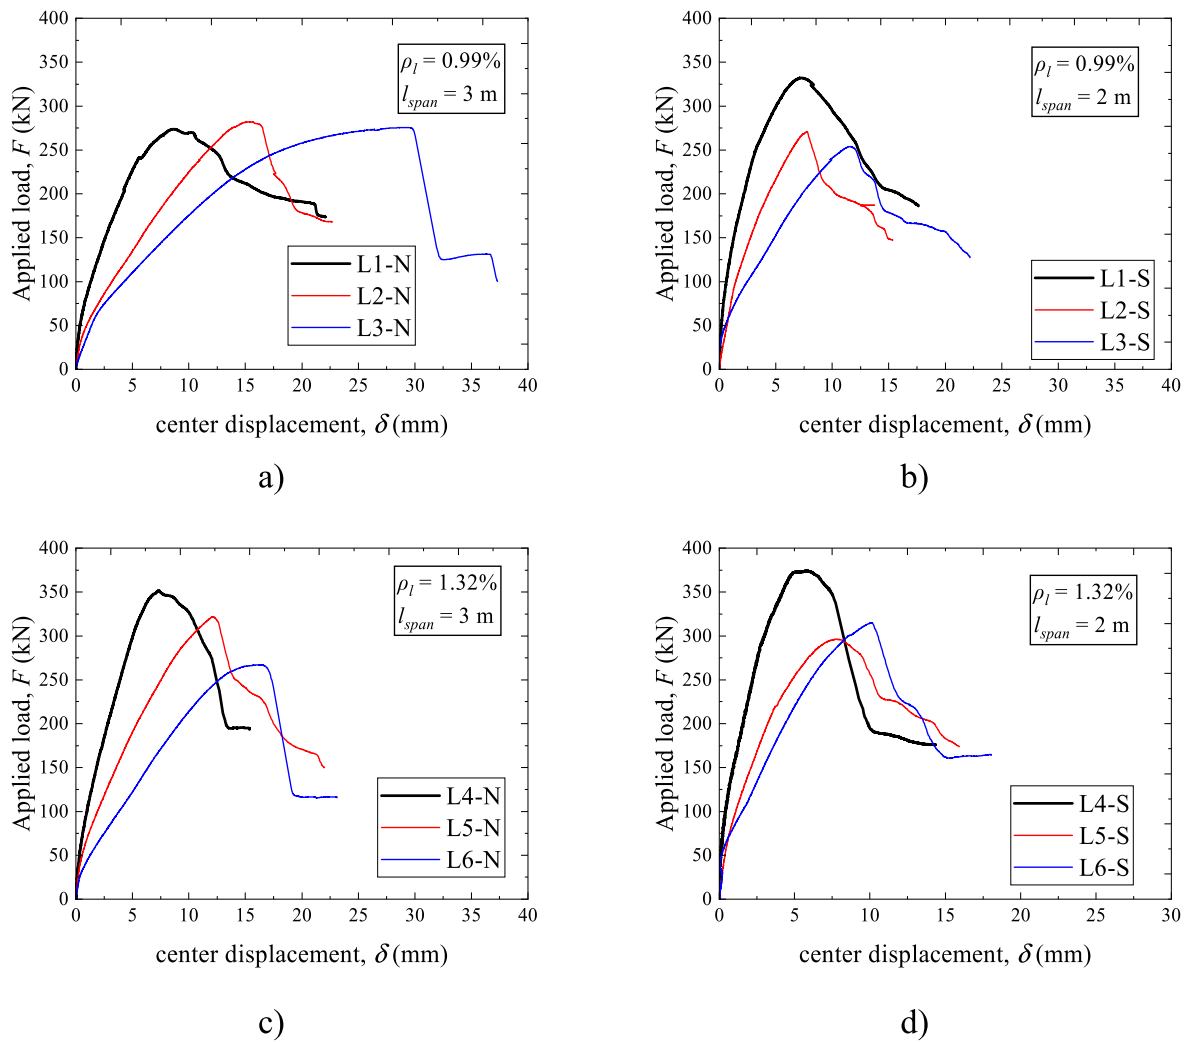 400
350
300
250
200
150
100
50
0
Applied load, F (kN)
ρl = 0.99%
lspan = 3 m
L1-N
L2-N
L3-N
0 5 10 15 20 25 30 35 40
center displacement, δ (mm)
a)
400
350
300
250
200
150
100
50
0
Applied load, F (kN)
ρl = 0.99%
lspan = 2 m
L1-S
L2-S
L3-S
0 5 10 15 20 25 30 35 40
center displacement, δ (mm)
b)
400
350
300
250
200
150
100
50
0
Applied load, F (kN)
ρl = 1.32%
lspan = 3 m
L4-N
L5-N
L6-N
0 5 10 15 20 25 30 35 40
center displacement, δ (mm)
c)
400
350
300
250
200
150
100
50
0
Applied load, F (kN)
ρl = 1.32%
lspan = 2 m
L4-S
L5-S
L6-S
0 5 10 15 20 25 30
center displacement, δ (mm)
d)